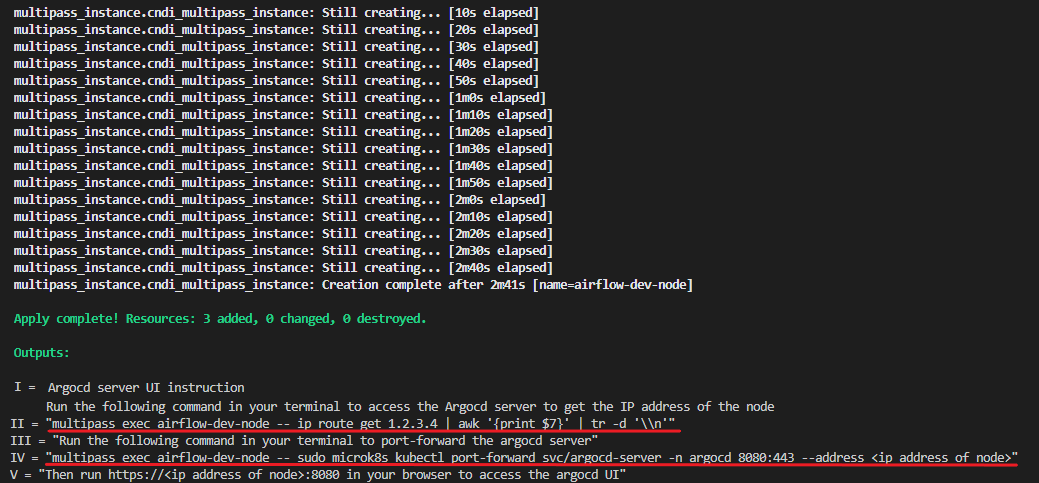 multipass_instance.cndi_multipass_instance: Still creating... [10s elapsed]
multipass_instance.cndi_multipass_instance: Still creating... [20s elapsed]
multipass_instance.cndi_multipass_instance: Still creating... [30s elapsed]
multipass_instance.cndi_multipass_instance: Still creating... [40s elapsed]
multipass_instance.cndi_multipass_instance: Still creating... [50s elapsed]
multipass_instance.cndi_multipass_instance: Still creating... [1m0s elapsed]
multipass_instance.cndi_multipass_instance: Still creating... [1m10s elapsed]
multipass_instance.cndi_multipass_instance: Still creating... [1m20s elapsed]
multipass_instance.cndi_multipass_instance: Still creating... [1m30s elapsed]
multipass_instance.cndi_multipass_instance: Still creating... [1m40s elapsed]
multipass_instance.cndi_multipass_instance: Still creating... [1m50s elapsed]
multipass_instance.cndi_multipass_instance: Still creating... [2m0s elapsed]
multipass_instance.cndi_multipass_instance: Still creating... [2m10s elapsed]
multipass_instance.cndi_multipass_instance: Still creating... [2m20s elapsed]
multipass_instance.cndi_multipass_instance: Still creating... [2m30s elapsed]
multipass_instance.cndi_multipass_instance: Still creating... [2m40s elapsed]
multipass_instance.cndi_multipass_instance: Creation complete after 2m41s [name=airflow-dev-node]
Apply complete! Resources: 3 added, 0 changed, 0 destroyed.
Outputs:
I = Argocd server UI instruction
Run the following command in your terminal to access the Argocd server to get the IP address of the node
II = "multipass exec airflow-dev-node -- ip route get 1.2.3.4 | awk '{print $7}' | tr -d '\\n'"
III = "Run the following command in your terminal to port-forward the argocd server"
IV = "multipass exec airflow-dev-node -- sudo microk8s kubectl port-forward svc/argocd-server -n argocd 8080:443 --address <ip address of node>"
V = "Then run https://<ip address of node>:8080 in your browser to access the argocd UI"